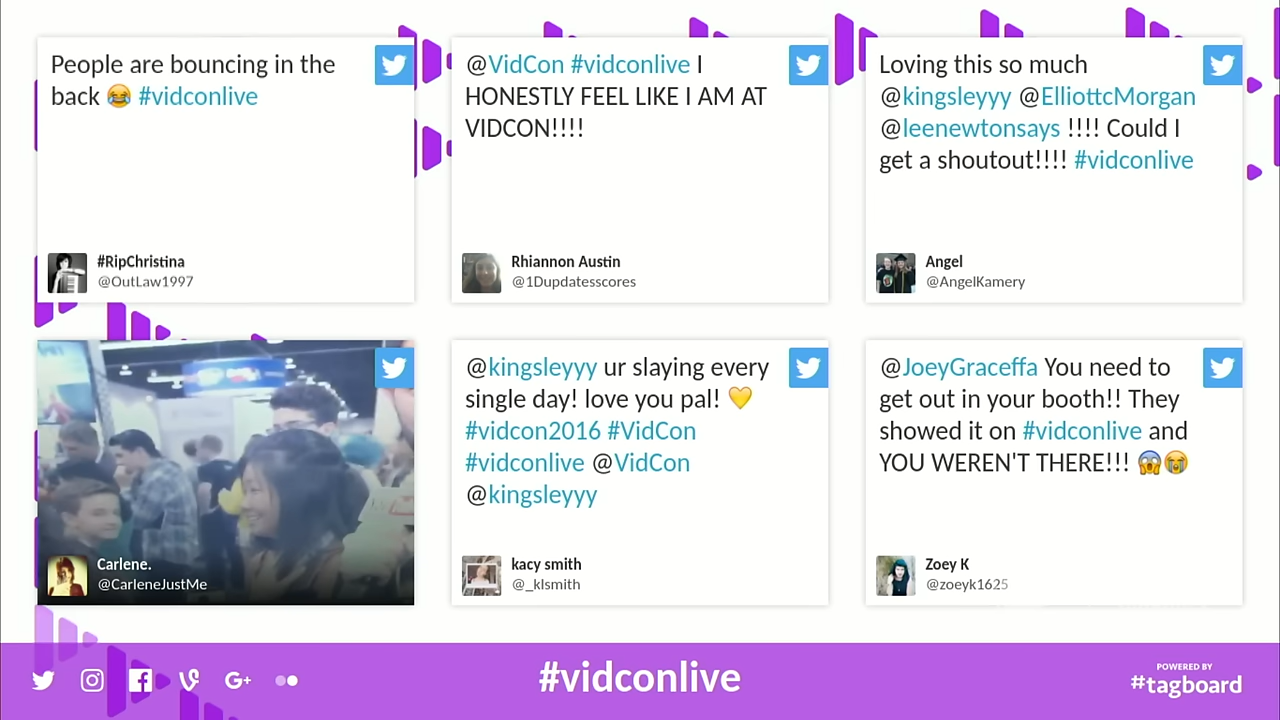 People are bouncing in the
back 😂 #vidconlive
#RipChristina
@OutLaw1997
@VidCon #vidconlive I
HONESTLY FEEL LIKE I AM AT
VIDCON!!!!
Rhiannon Austin
@1Dupdatesscores
Loving this so much
@kingsleyyy @ElliottcMorgan
@leenewtonsays !!!! Could I
get a shoutout!!!! #vidconlive
Angel
@AngelKamery
Carlene.
@CarleneJustMe
@kingsleyyy ur slaying every
single day! love you pal! 💛
#vidcon2016 #VidCon
#vidconlive @VidCon
@kingsleyyy
kacy smith
@_klsmith
@JoeyGraceffa You need to
get out in your booth!! They
showed it on #vidconlive and
YOU WEREN'T THERE!!! 😱😭
Zoey K
@zoeyk1625
#vidconlive
POWERED BY
#tagboard